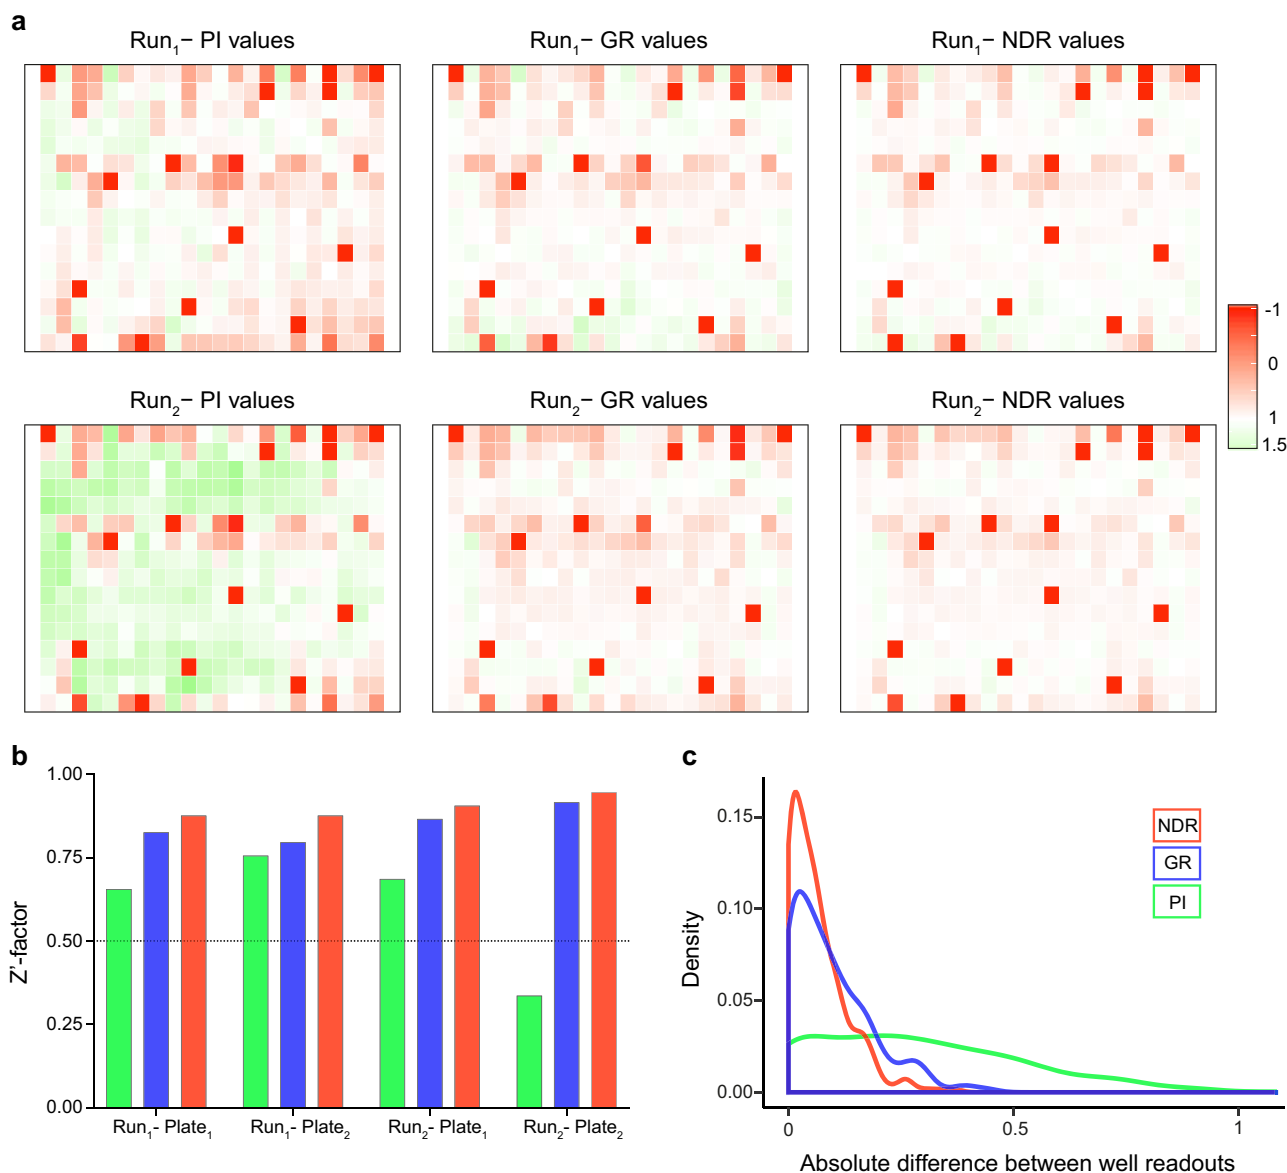 a
Run₁− PI values
Run₁− GR values
Run₁− NDR values
-1
0
1
1.5
Run₂− PI values
Run₂− GR values
Run₂− NDR values
b
1.00
0.75
0.50
0.25
0.00
Z'-factor
Run₁- Plate₁
Run₁- Plate₂
Run₂- Plate₁
Run₂- Plate₂
c
0.15
0.10
0.05
0.00
Density
NDR
GR
PI
0
0.5
1
Absolute difference between well readouts